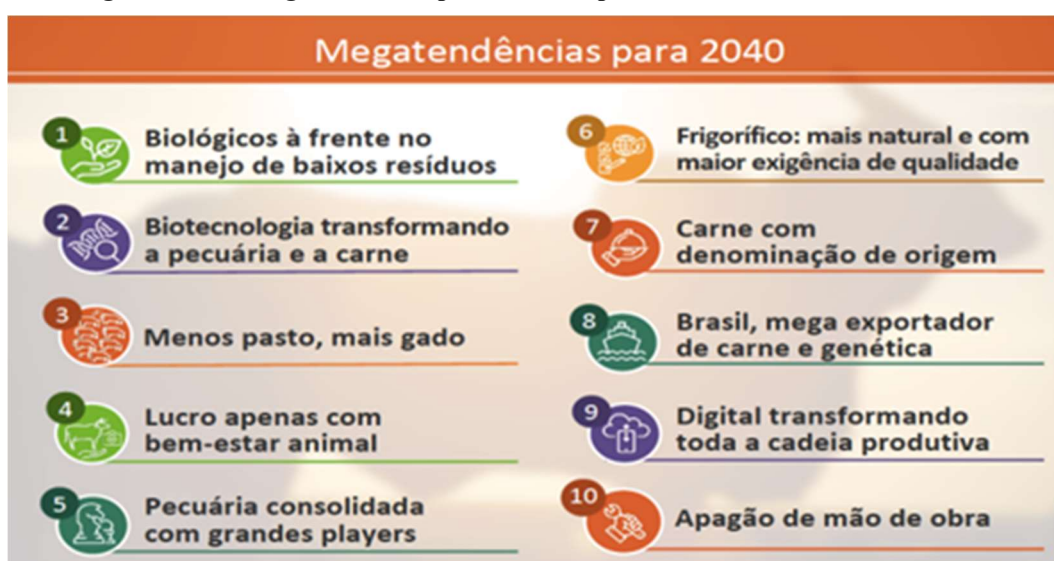 Megatendências para 2040
1
Biológicos à frente no
manejo de baixos resíduos
2
Biotecnologia transformando
a pecuária e a carne
3
Menos pasto, mais gado
4
Lucro apenas com
bem-estar animal
5
Pecuária consolidada
com grandes players
6
Frigorífico: mais natural e com
maior exigência de qualidade
7
Carne com
denominação de origem
8
Brasil, mega exportador
de carne e genética
9
Digital transformando
toda a cadeia produtiva
10
Apagão de mão de obra